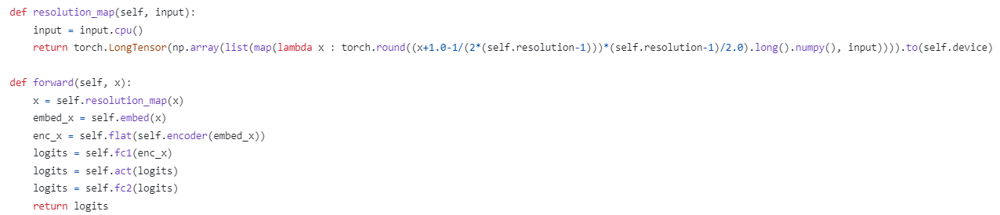 def resolution_map(self, input):
    input = input.cpu()
    return torch.LongTensor(np.array(list(map(lambda x : torch.round((x+1.0-1/(2*(self.resolution-1)))*(self.resolution-1)/2.0).long().numpy(), input)))).to(self.device)

def forward(self, x):
    x = self.resolution_map(x)
    embed_x = self.embed(x)
    enc_x = self.flat(self.encoder(embed_x))
    logits = self.fc1(enc_x)
    logits = self.act(logits)
    logits = self.fc2(logits)
    return logits